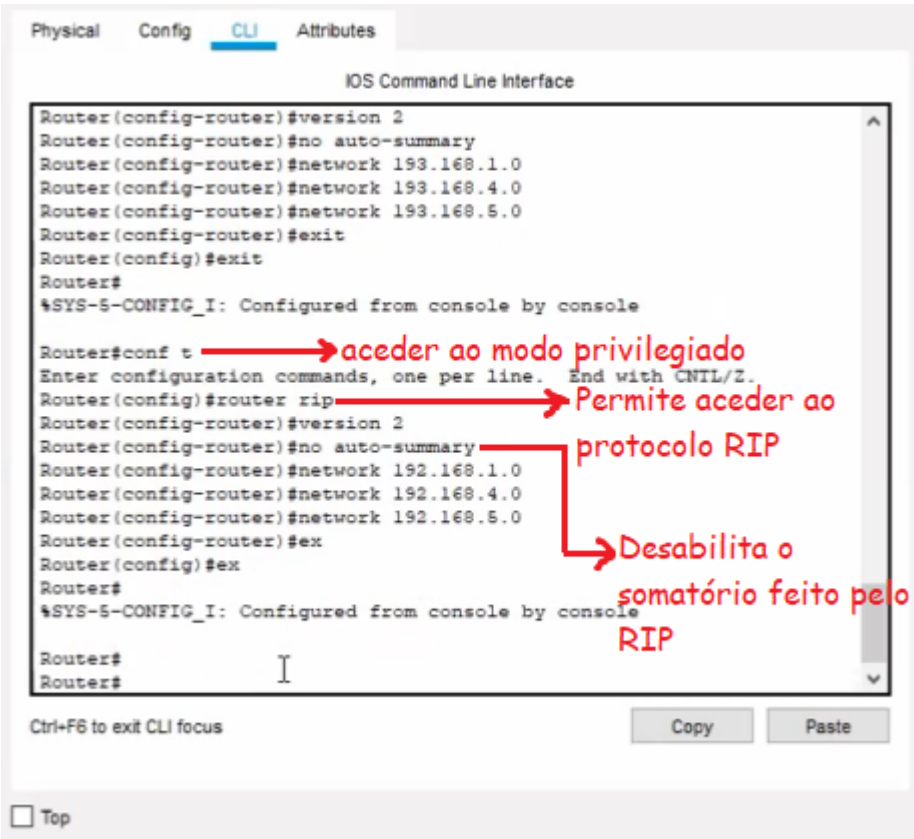 Physical Config CLI Attributes
IOS Command Line Interface
Router(config-router)#version 2
Router(config-router)#no auto-summary
Router(config-router)#network 193.168.1.0
Router(config-router)#network 193.168.4.0
Router(config-router)#network 193.168.5.0
Router(config-router)#exit
Router(config)#exit
Router#
%SYS-5-CONFIG_I: Configured from console by console
Router#conf t
aceder ao modo privilegiado
Enter configuration commands, one per line. End with CNTL/Z.
Router(config)#router rip
Permite aceder ao
protocolo RIP
Router(config-router)#version 2
Router(config-router)#no auto-summary
Router(config-router)#network 192.168.1.0
Router(config-router)#network 192.168.4.0
Router(config-router)#network 192.168.5.0
Desabilita o
somatório feito pelo
RIP
Router(config-router)#ex
Router(config)#ex
Router#
%SYS-5-CONFIG_I: Configured from console by console
Router#
Router#
Ctrl+F6 to exit CLI focus
Copy Paste
Top